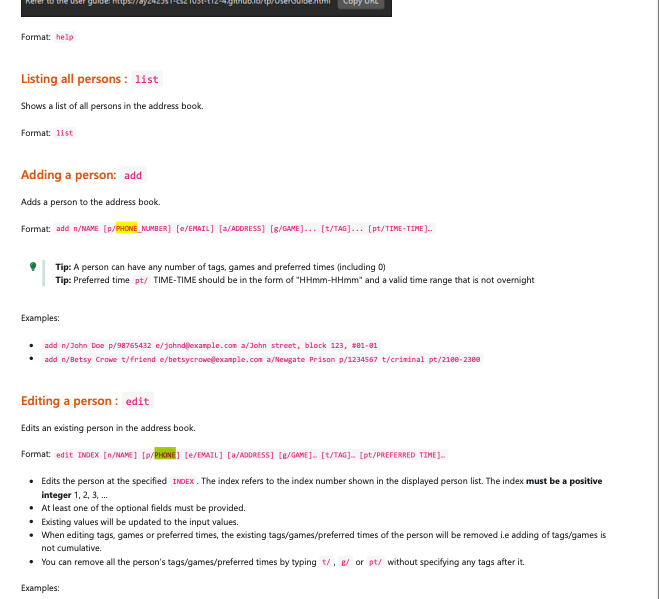 Refer to the user guide: https://ay2425s1-cs2103t-t12-4.github.io/tp/UserGuide.html Copy URL
Format: help
Listing all persons : list
Shows a list of all persons in the address book.
Format: list
Adding a person: add
Adds a person to the address book.
Format: add n/NAME [p/PHONE_NUMBER] [e/EMAIL] [a/ADDRESS] [g/GAME]... [t/TAG]... [pt/TIME-TIME]…
Tip: A person can have any number of tags, games and preferred times (including 0)
Tip: Preferred time pt/ TIME-TIME should be in the form of "HHmm-HHmm" and a valid time range that is not overnight
Examples:
• add n/John Doe p/98765432 e/johnd@example.com a/John street, block 123, #01-01
• add n/Betsy Crowe t/friend e/betsycrowe@example.com a/Newgate Prison p/1234567 t/criminal pt/2100-2300
Editing a person : edit
Edits an existing person in the address book.
Format: edit INDEX [n/NAME] [p/PHONE] [e/EMAIL] [a/ADDRESS] [g/GAME]… [t/TAG]… [pt/PREFERRED TIME]…
• Edits the person at the specified INDEX . The index refers to the index number shown in the displayed person list. The index must be a positive
integer 1, 2, 3, …
• At least one of the optional fields must be provided.
• Existing values will be updated to the input values.
• When editing tags, games or preferred times, the existing tags/games/preferred times of the person will be removed i.e adding of tags/games is
not cumulative.
• You can remove all the person's tags/games/preferred times by typing t/ , g/ or pt/ without specifying any tags after it.
Examples: